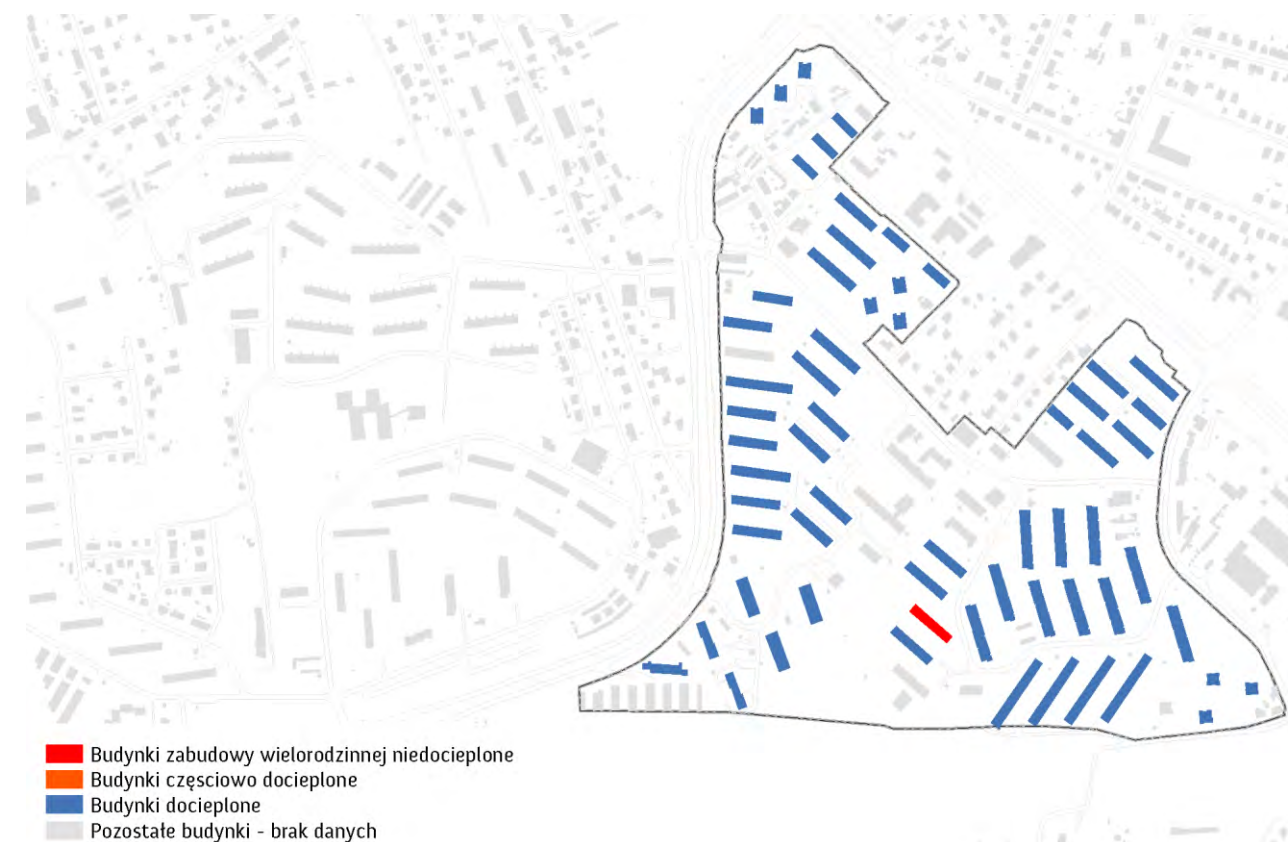 Budynki zabudowy wielorodzinnej niedocieplone
Budynki częsciowo docieplone
Budynki docieplone
Pozostałe budynki - brak danych